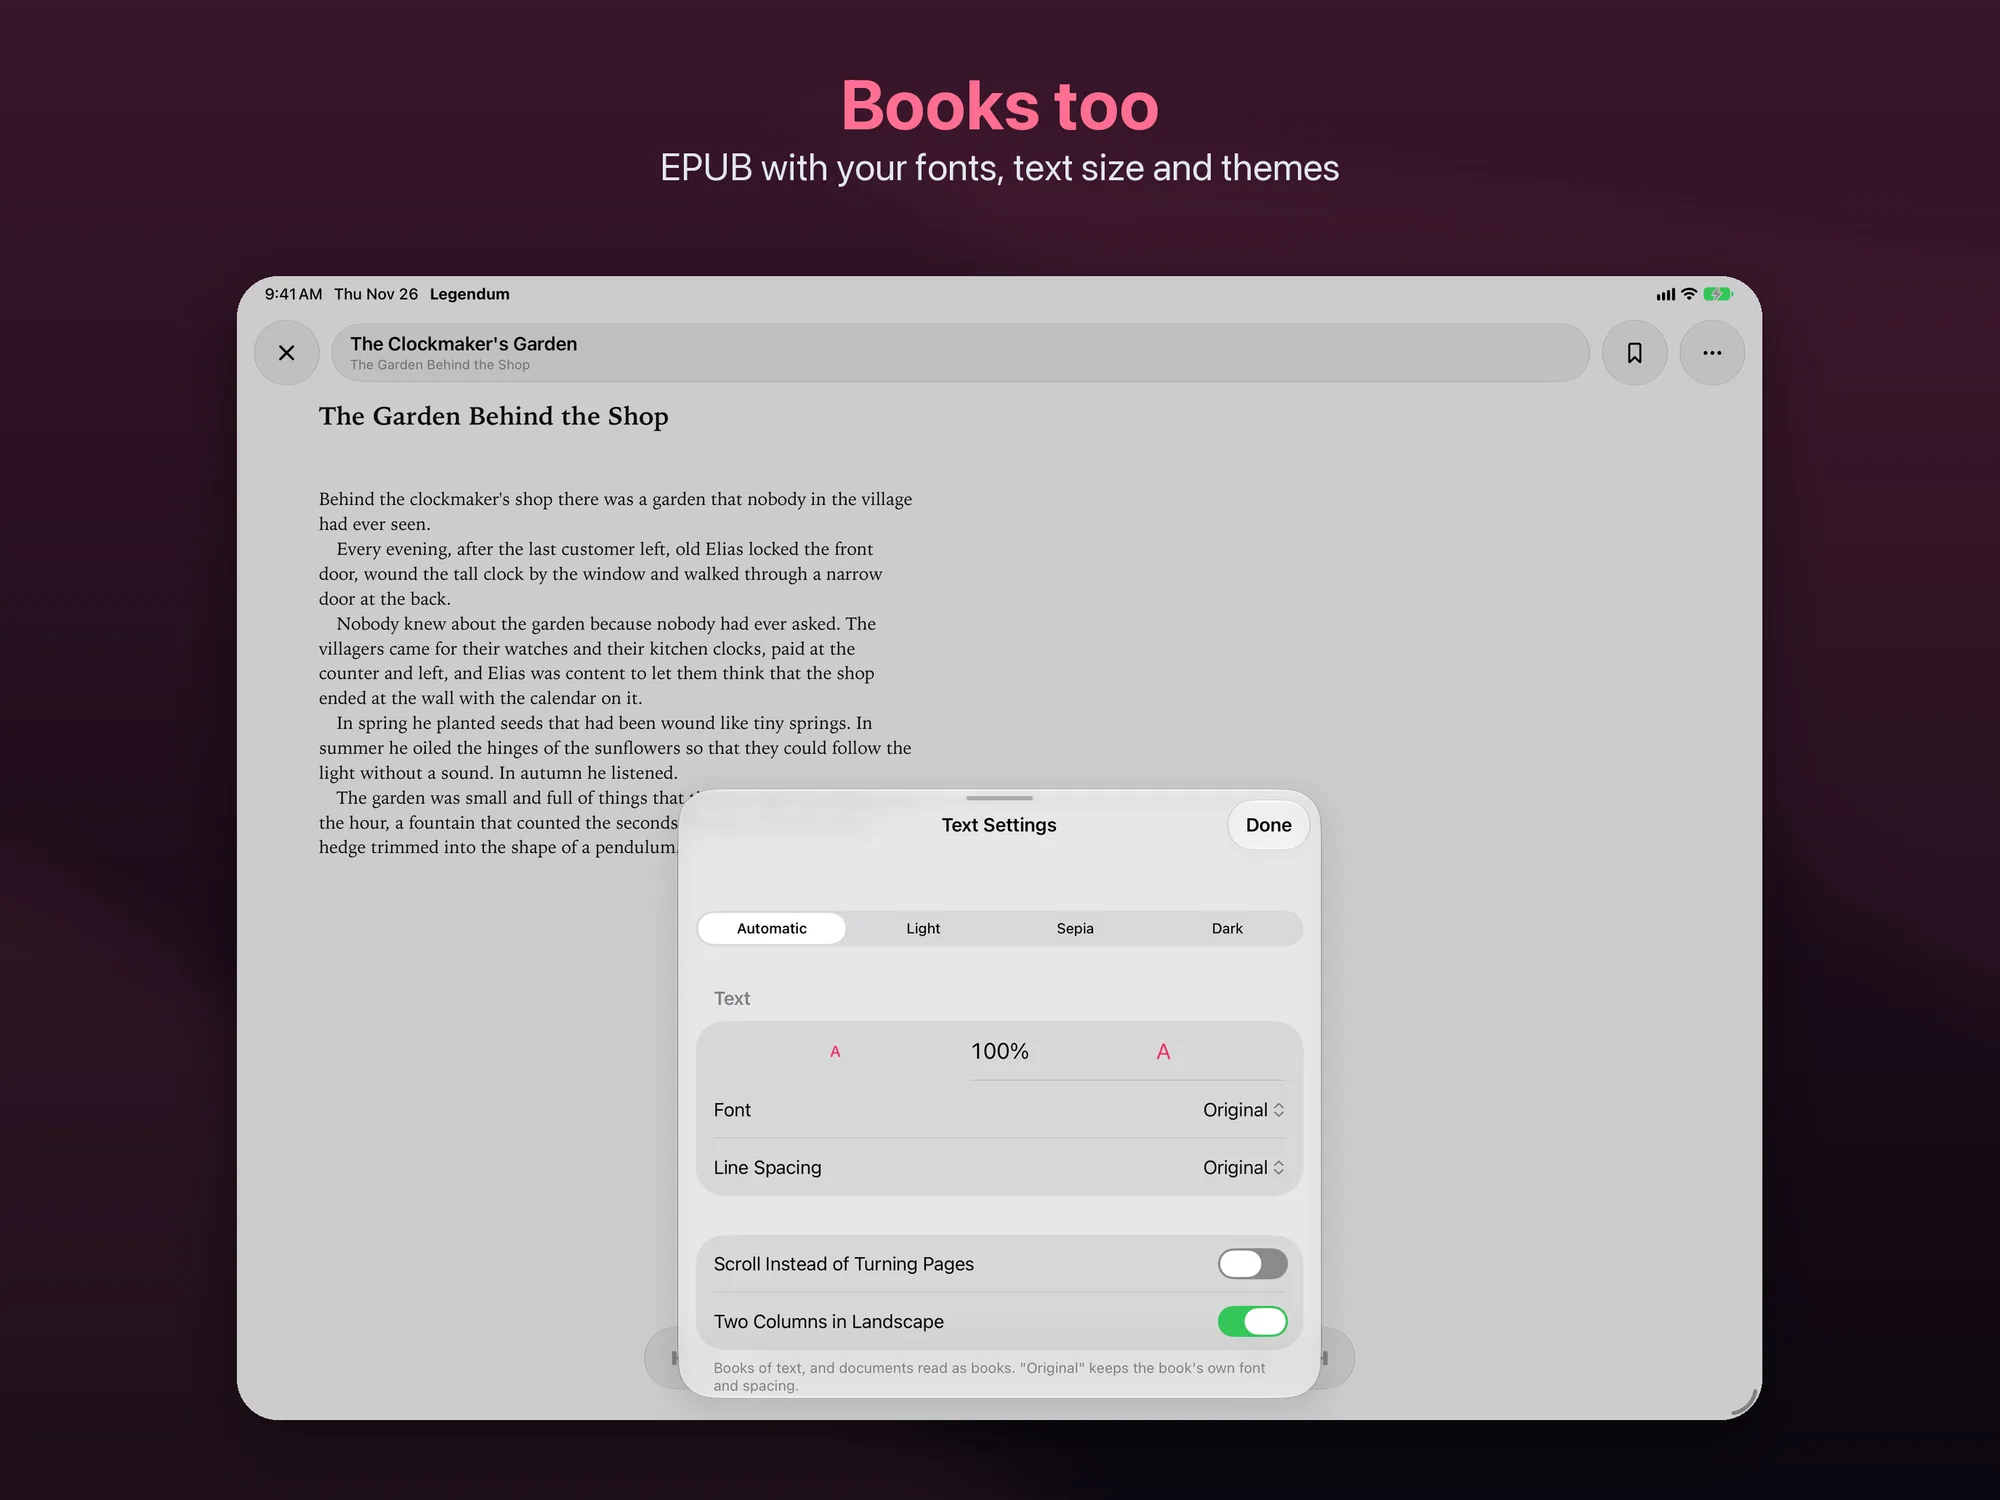 Books too
EPUB with your fonts, text size and themes
9:41 AM Thu Nov 26 Legendum
The Clockmaker's Garden
The Garden Behind the Shop
The Garden Behind the Shop
Behind the clockmaker's shop there was a garden that nobody in the village
had ever seen.
Every evening, after the last customer left, old Elias locked the front
door, wound the tall clock by the window and walked through a narrow
door at the back.
Nobody knew about the garden because nobody had ever asked. The
villagers came for their watches and their kitchen clocks, paid at the
counter and left, and Elias was content to let them think that the shop
ended at the wall with the calendar on it.
In spring he planted seeds that had been wound like tiny springs. In
summer he oiled the hinges of the sunflowers so that they could follow the
light without a sound. In autumn he listened.
The garden was small and full of things that
the hour, a fountain that counted the seconds
hedge trimmed into the shape of a pendulum.
Text Settings
Done
Automatic Light Sepia Dark
Text
A 100% A
Font Original
Line Spacing Original
Scroll Instead of Turning Pages
Two Columns in Landscape
Books of text, and documents read as books. "Original" keeps the book's own font
and spacing.